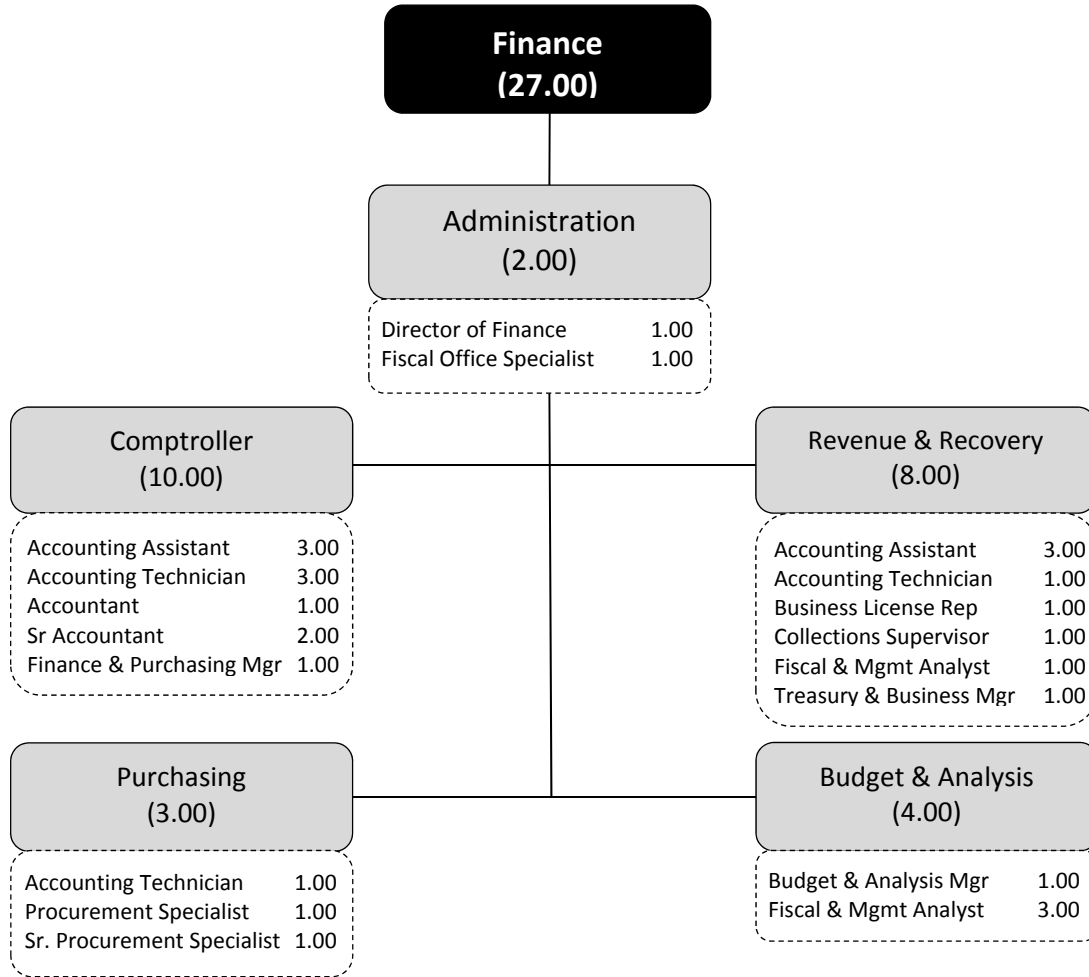 Finance
(27.00)
Administration
(2.00)
Director of Finance 1.00
Fiscal Office Specialist 1.00
Comptroller
(10.00)
Accounting Assistant 3.00
Accounting Technician 3.00
Accountant 1.00
Sr Accountant 2.00
Finance & Purchasing Mgr 1.00
Revenue & Recovery
(8.00)
Accounting Assistant 3.00
Accounting Technician 1.00
Business License Rep 1.00
Collections Supervisor 1.00
Fiscal & Mgmt Analyst 1.00
Treasury & Business Mgr 1.00
Purchasing
(3.00)
Accounting Technician 1.00
Procurement Specialist 1.00
Sr. Procurement Specialist 1.00
Budget & Analysis
(4.00)
Budget & Analysis Mgr 1.00
Fiscal & Mgmt Analyst 3.00